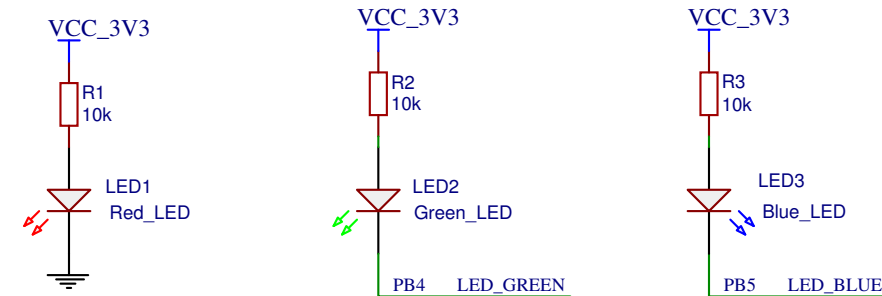 VCC_3V3
R1
10k
LED1
Red_LED
VCC_3V3
R2
10k
LED2
Green_LED
PB4 LED_GREEN
VCC_3V3
R3
10k
LED3
Blue_LED
PB5 LED_BLUE